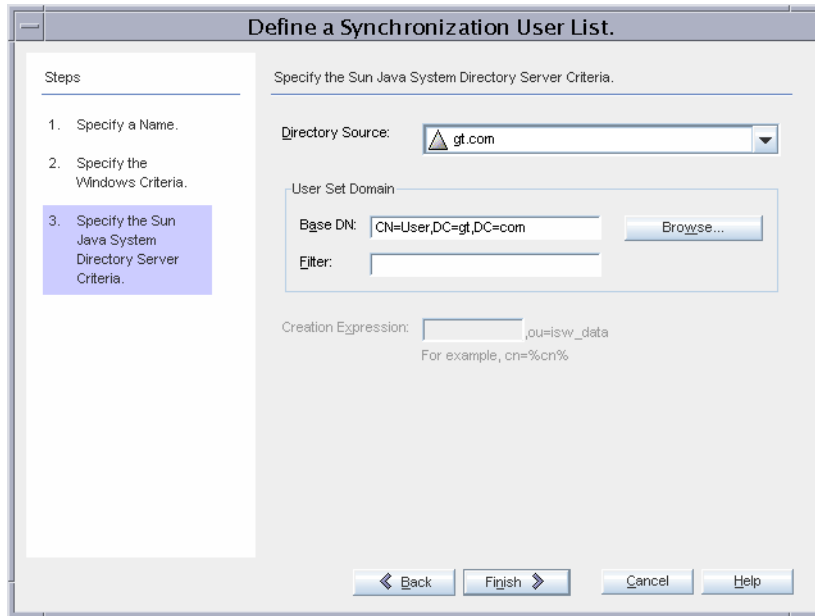 Define a Synchronization User List.
Steps
1. Specify a Name.
2. Specify the
Windows Criteria.
3. Specify the Sun
Java System
Directory Server
Criteria.
Specify the Sun Java System Directory Server Criteria.
Directory Source: gt.com
User Set Domain
Base DN: CN=User,DC=gt,DC=com Browse...
Filter:
Creation Expression: ,ou=isw_data
For example, cn=%cn%
Back Finish Cancel Help